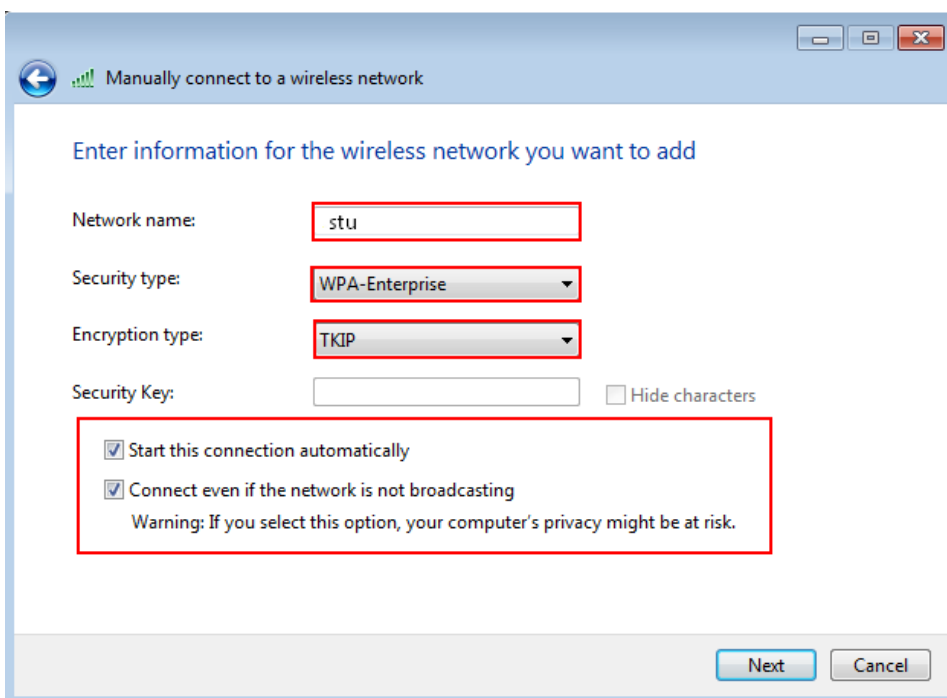 Manually connect to a wireless network
Enter information for the wireless network you want to add
Network name: stu
Security type: WPA-Enterprise
Encryption type: TKIP
Security Key: Hide characters
Start this connection automatically
Connect even if the network is not broadcasting
Warning: If you select this option, your computer's privacy might be at risk.
Next Cancel